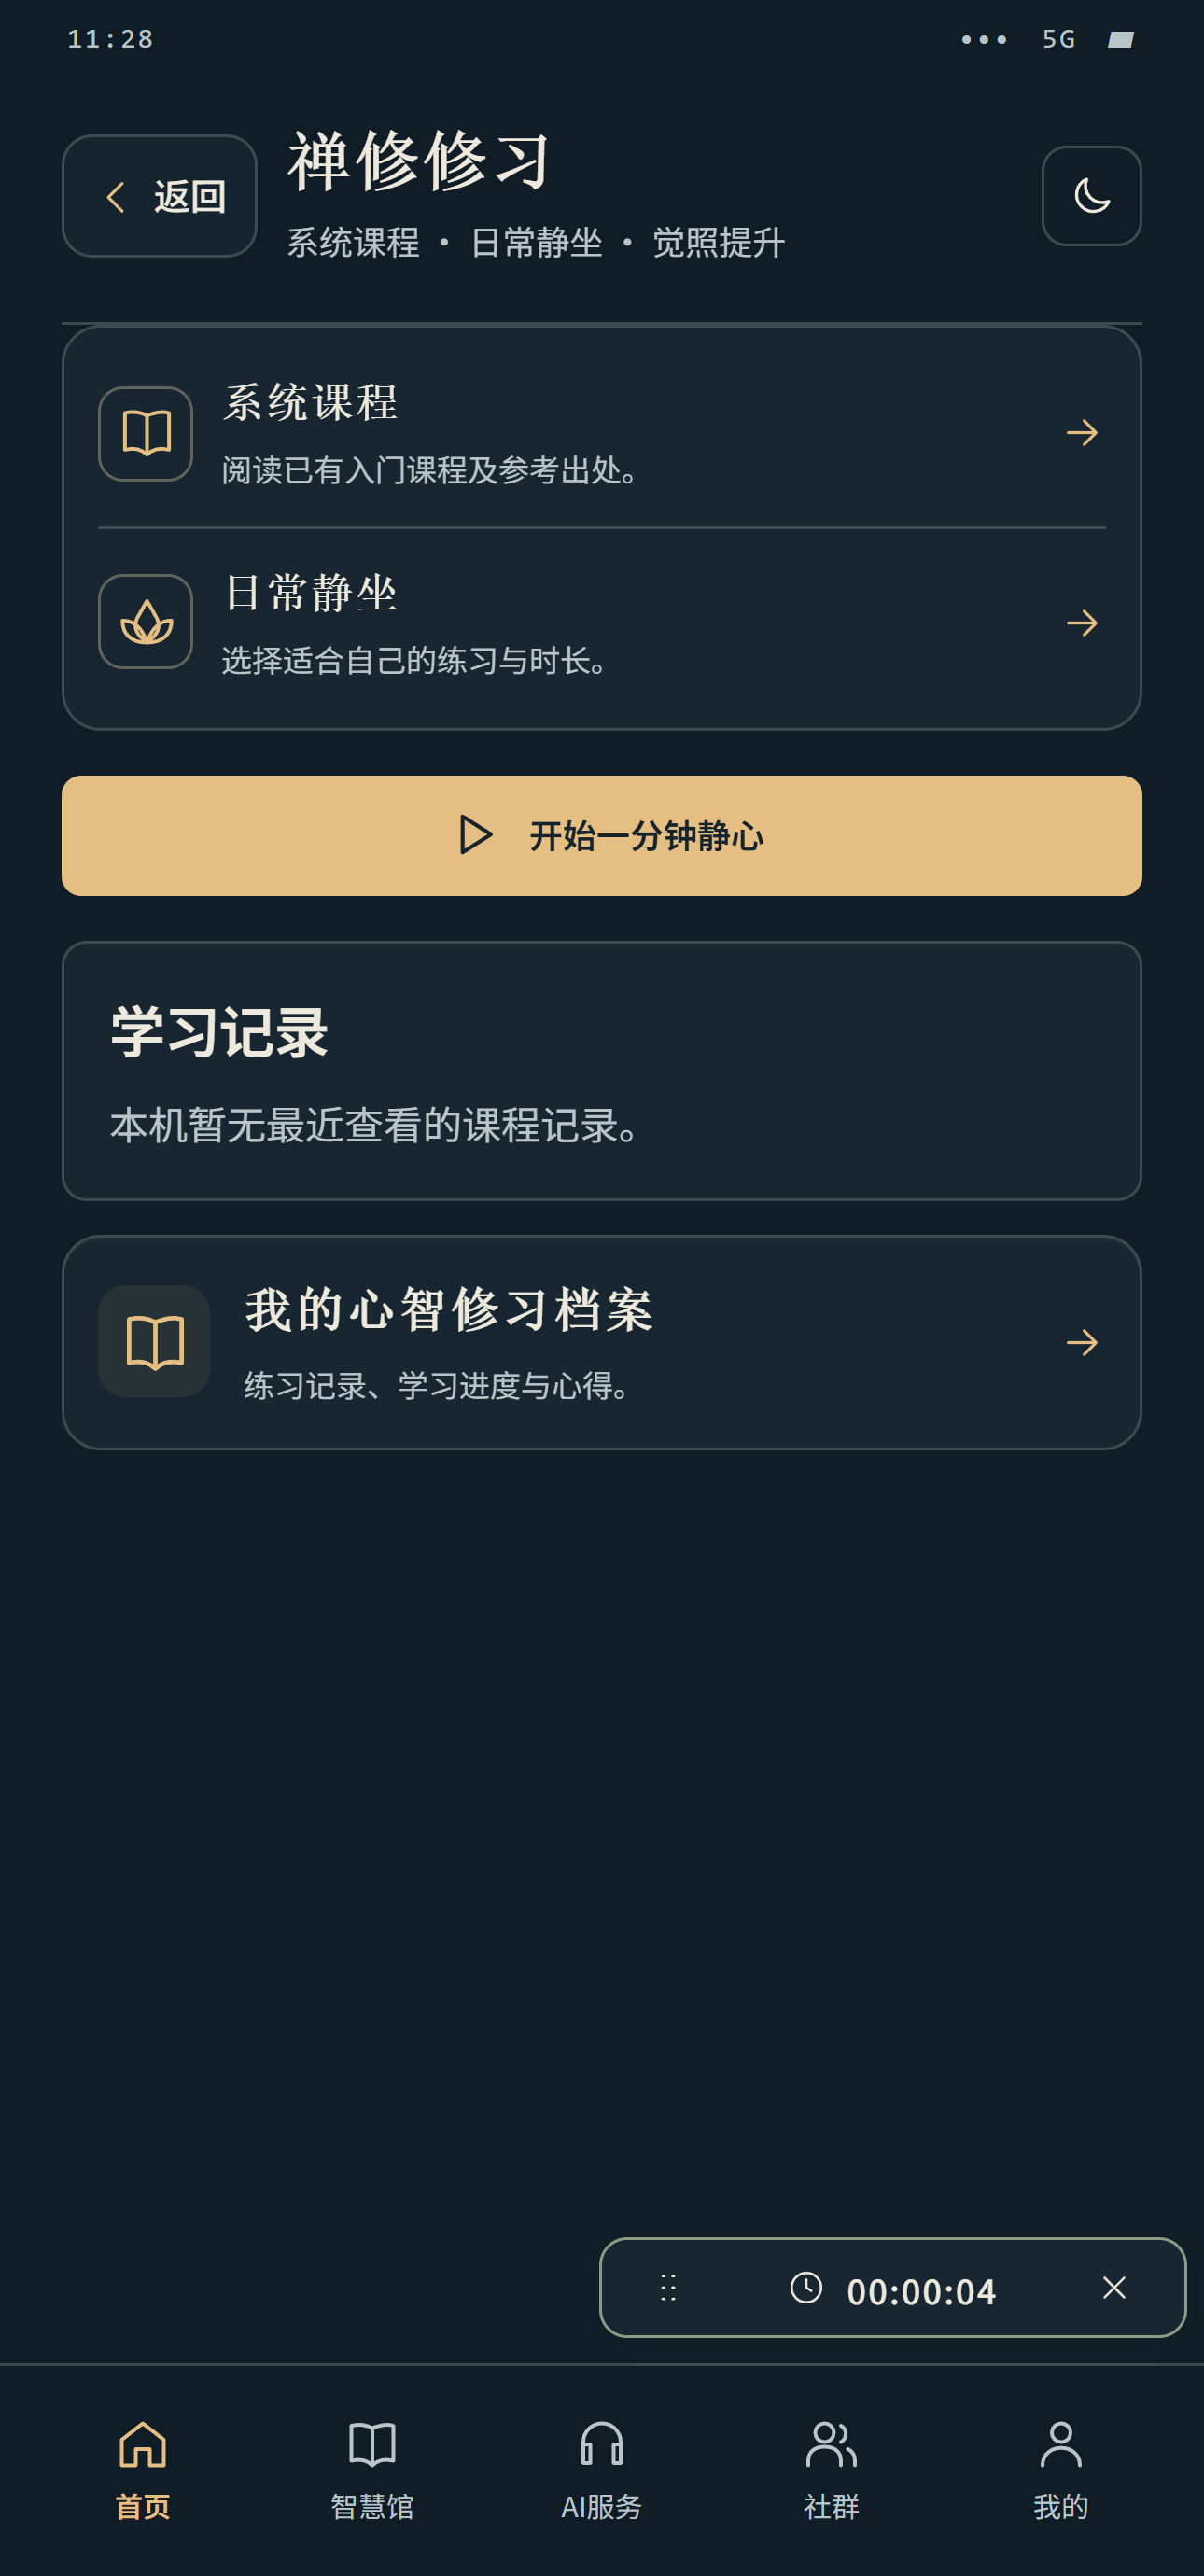 11:28
••• 5G
返回
禅修修习
系统课程 • 日常静坐 • 觉照提升
系统课程
阅读已有入门课程及参考出处。
日常静坐
选择适合自己的练习与时长。
开始一分钟静心
学习记录
本机暂无最近查看的课程记录。
我的心智修习档案
练习记录、学习进度与心得。
00:00:04
首页
智慧馆
AI服务
社群
我的